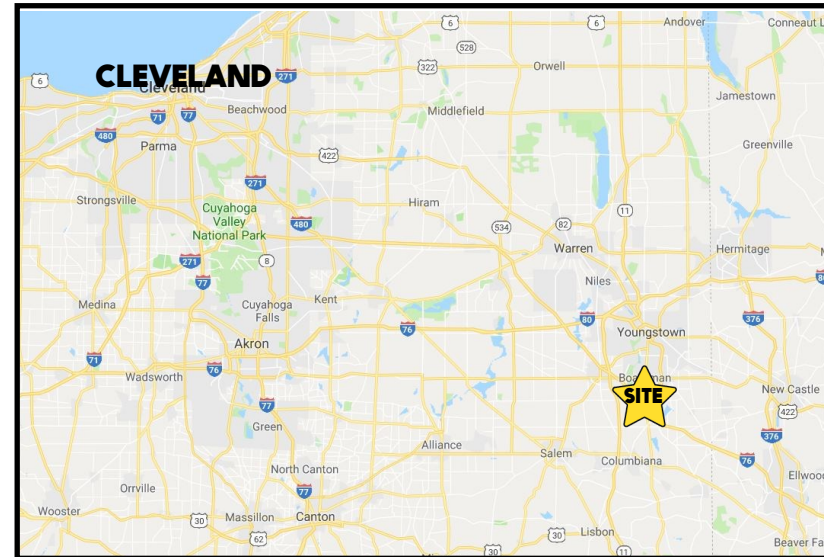 6
6
Andover
Conneaut L
528
322
Orwell
CLEVELAND
Cleveland
271
6
Jamestown
Beachwood
Middlefield
71
77
480
Parma
422
Greenville
271
Strongsville
Cuyahoga
Valley
National Park
Hiram
480
11
534
82
Warren
Hermitage
8
271
77
Niles
80
Medina
Cuyahoga
Falls
Kent
76
80
376
Youngstown
Akron
71
76
Wadsworth
Boardman
SITE
New Castle
422
77
Green
376
Alliance
Salem
Columbiana
76
North Canton
Ellwoo
77
Orrville
Wooster
30
Massillon
Canton
62
30
Lisbon
30
11
Beaver Fa